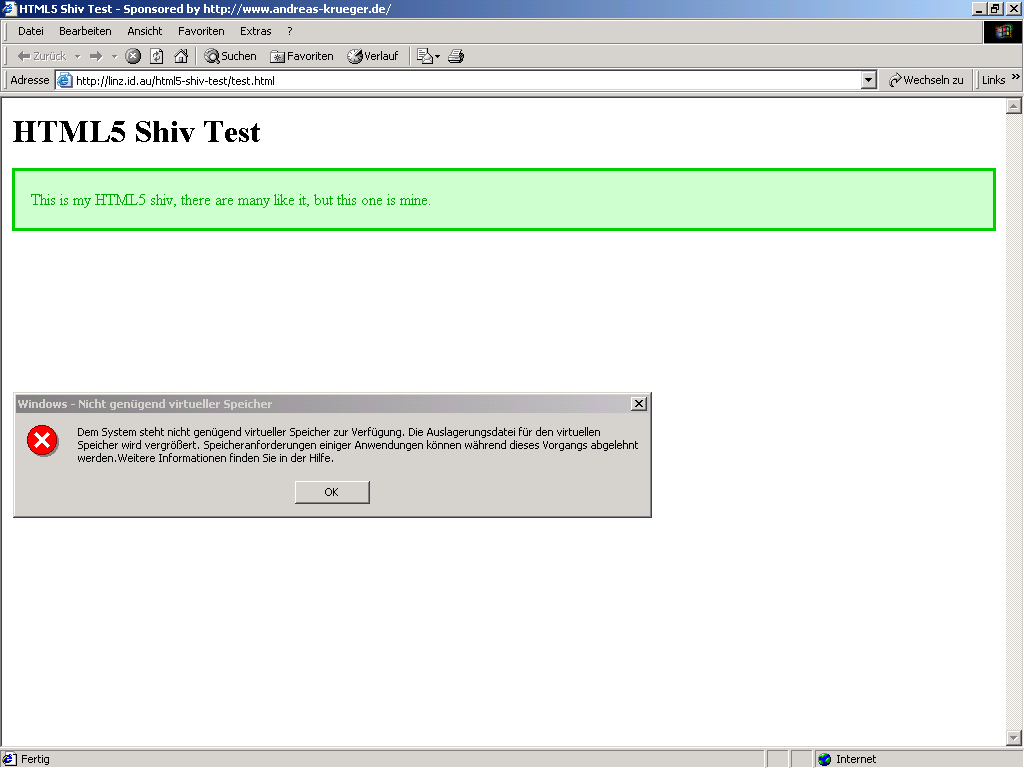 HTML5 Shiv Test - Sponsored by http://www.andreas-krueger.de/
Datei Bearbeiten Ansicht Favoriten Extras ?
Zurück Suchen Favoriten Verlauf
Adresse http://linz.id.au/html5-shiv-test/test.html Wechseln zu Links »
HTML5 Shiv Test
This is my HTML5 shiv, there are many like it, but this one is mine.
Windows - Nicht genügend virtueller Speicher
Dem System steht nicht genügend virtueller Speicher zur Verfügung. Die Auslagerungsdatei für den virtuellen
Speicher wird vergrößert. Speicheranforderungen einiger Anwendungen können während dieses Vorgangs abgelehnt
werden.Weitere Informationen finden Sie in der Hilfe.
OK
Fertig Internet